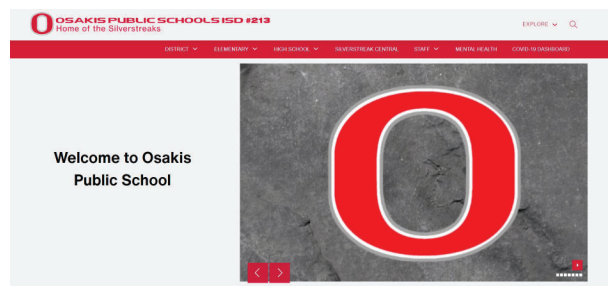 OSAKIS PUBLIC SCHOOLS ISD #213
Home of the Silverstreaks
EXPLORE
DISTRICT ELEMENTARY HIGH SCHOOL SILVERSTREAK CENTRAL STAFF MENTAL HEALTH COVID-19 DASHBOARD
Welcome to Osakis
Public School
O